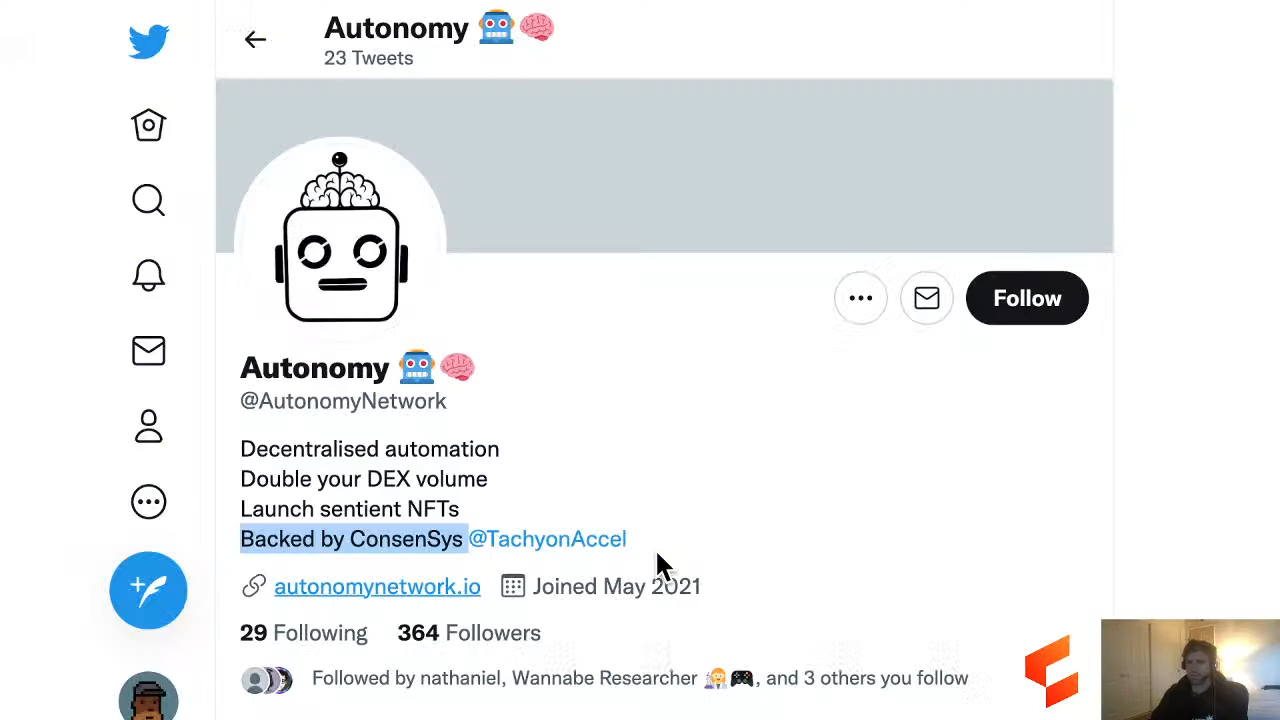 Autonomy 🤖🧠
23 Tweets
Follow
Autonomy 🤖🧠
@AutonomyNetwork
Decentralised automation
Double your DEX volume
Launch sentient NFTs
Backed by ConsenSys @TachyonAccel
autonomynetwork.io Joined May 2021
29 Following 364 Followers
Followed by nathaniel, Wannabe Researcher 👩‍🔬🎮, and 3 others you follow